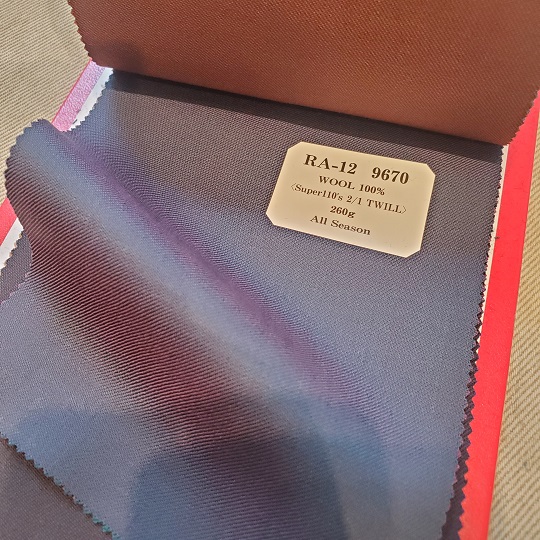 RA-12 9670
WOOL 100%
〈Super110's 2/1 TWILL〉
260g
All Season